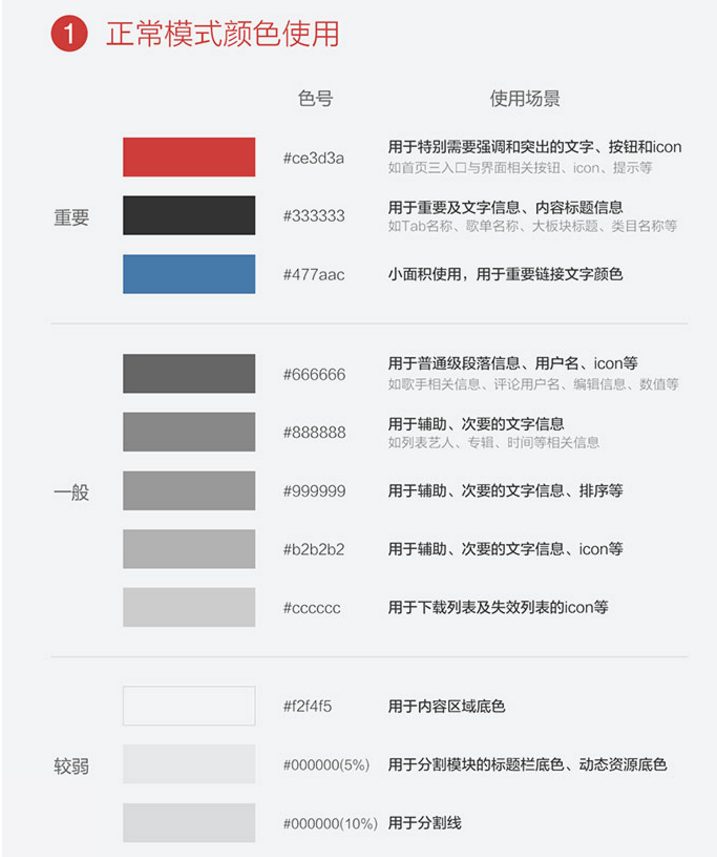 1 正常模式颜色使用
色号 使用场景
#ce3d3a 用于特别需要强调和突出的文字、按钮和icon
如首页三入口与界面相关按钮、icon、提示等
重要 #333333 用于重要及文字信息、内容标题信息
如Tab名称、歌单名称、大板块标题、类目名称等
#477aac 小面积使用，用于重要链接文字颜色
#666666 用于普通级段落信息、用户名、icon等
如歌手相关信息、评论用户名、编辑信息、数值等
#888888 用于辅助、次要的文字信息
如列表艺人、专辑、时间等相关信息
一般 #999999 用于辅助、次要的文字信息、排序等
#b2b2b2 用于辅助、次要的文字信息、icon等
#cccccc 用于下载列表及失效列表的icon等
#f2f4f5 用于内容区域底色
较弱 #000000(5%) 用于分割模块的标题栏底色、动态资源底色
#000000(10%) 用于分割线